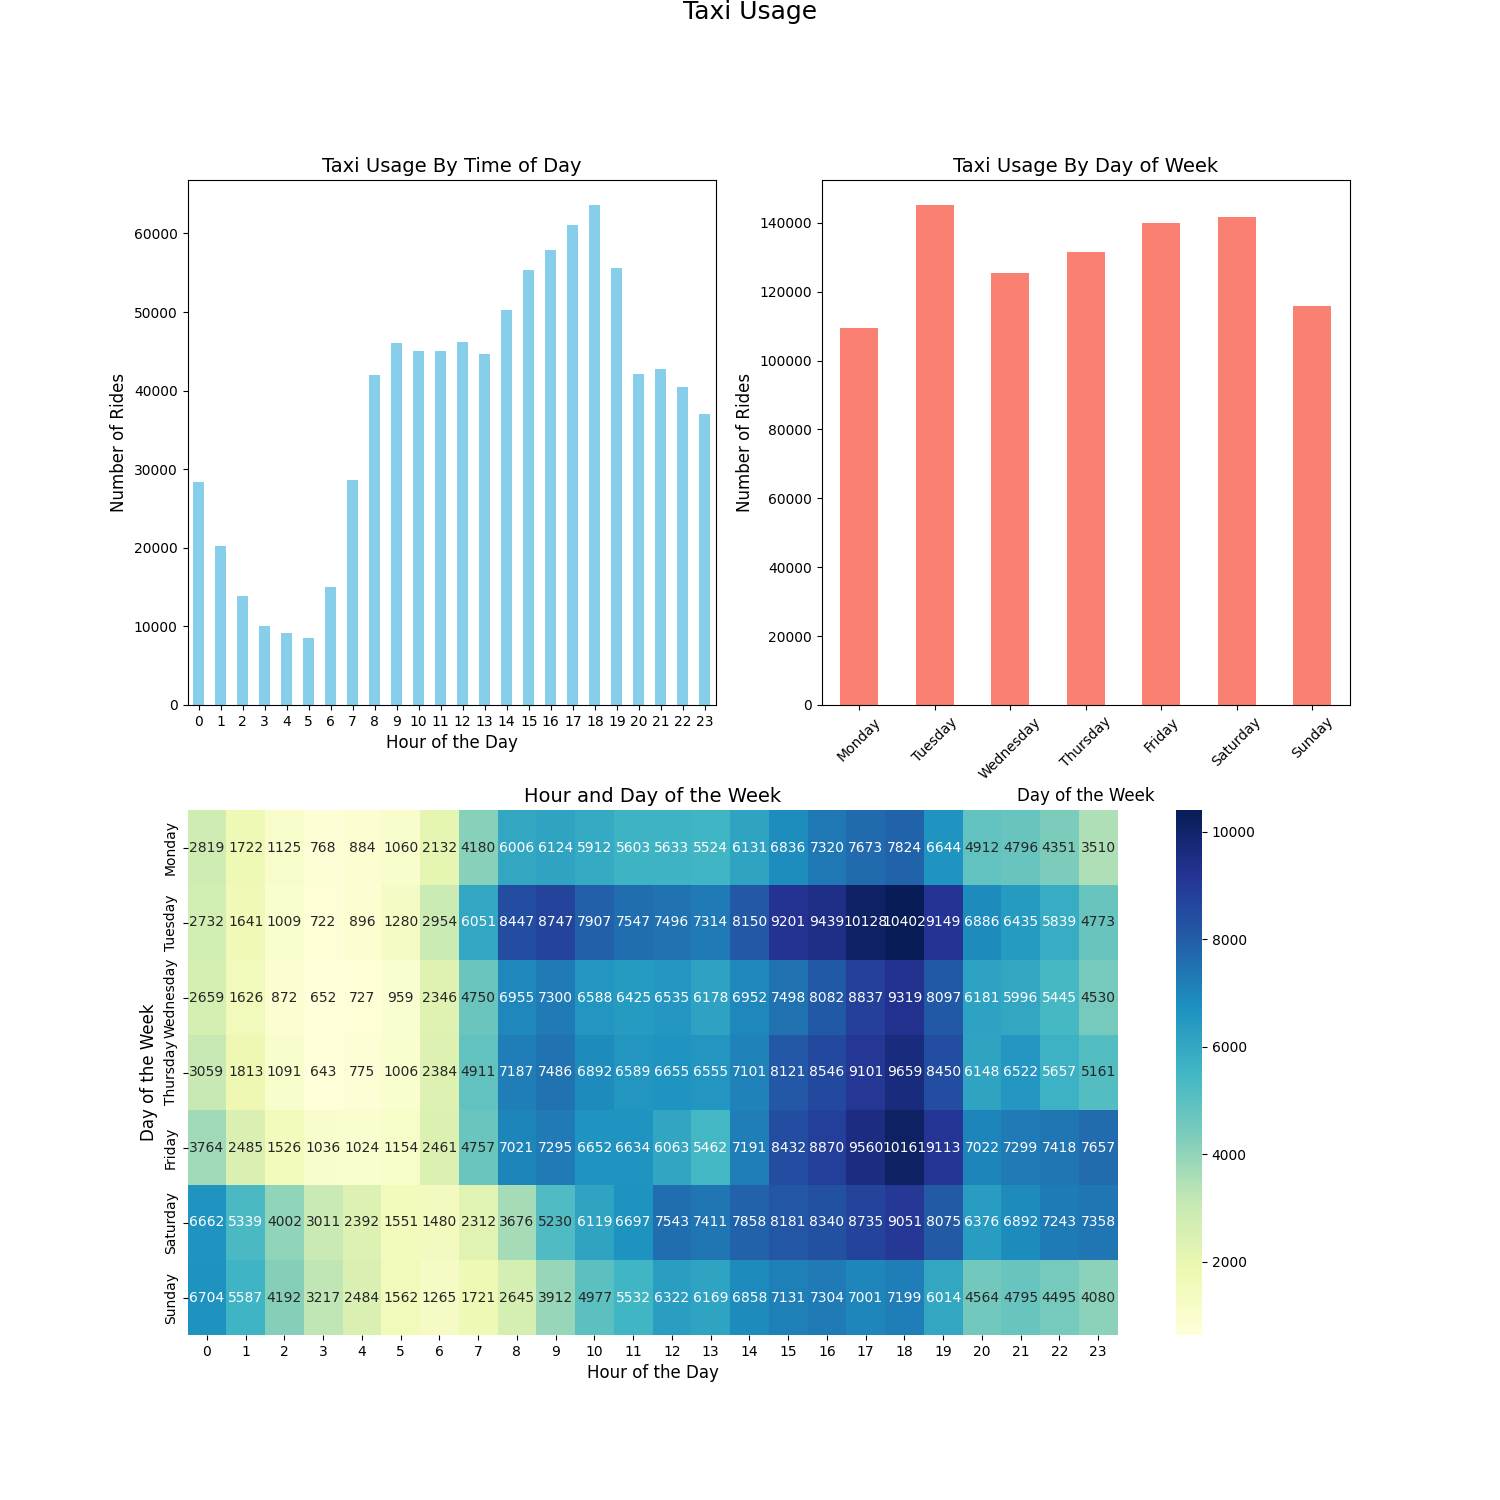 Taxi Usage
Taxi Usage By Time of Day
Number of Rides
60000
50000
40000
30000
20000
10000
0
0 1 2 3 4 5 6 7 8 9 10 11 12 13 14 15 16 17 18 19 20 21 22 23
Hour of the Day
Taxi Usage By Day of Week
Number of Rides
140000
120000
100000
80000
60000
40000
20000
0
Monday Tuesday Wednesday Thursday Friday Saturday Sunday
Day of the Week
Hour and Day of the Week
Day of the Week
Monday 2819 1722 1125 768 884 1060 2132 4180 6006 6124 5912 5603 5633 5524 6131 6836 7320 7673 7824 6644 4912 4796 4351 3510
Tuesday 2732 1641 1009 722 896 1280 2954 6051 8447 8747 7907 7547 7496 7314 8150 9201 9439 10128 10402 9149 6886 6435 5839 4773
Wednesday 2659 1626 872 652 727 959 2346 4750 6955 7300 6588 6425 6535 6178 6952 7498 8082 8837 9319 8097 6181 5996 5445 4530
Thursday 3059 1813 1091 643 775 1006 2384 4911 7187 7486 6892 6589 6655 6555 7101 8121 8546 9101 9659 8450 6148 6522 5657 5161
Friday 3764 2485 1526 1036 1024 1154 2461 4757 7021 7295 6652 6634 6063 5462 7191 8432 8870 9560 10161 9113 7022 7299 7418 7657
Saturday 6662 5339 4002 3011 2392 1551 1480 2312 3676 5230 6119 6697 7543 7411 7858 8181 8340 8735 9051 8075 6376 6892 7243 7358
Sunday 6704 5587 4192 3217 2484 1562 1265 1721 2645 3912 4977 5532 6322 6169 6858 7131 7304 7001 7199 6014 4564 4795 4495 4080
0 1 2 3 4 5 6 7 8 9 10 11 12 13 14 15 16 17 18 19 20 21 22 23
Hour of the Day
10000
8000
6000
4000
2000